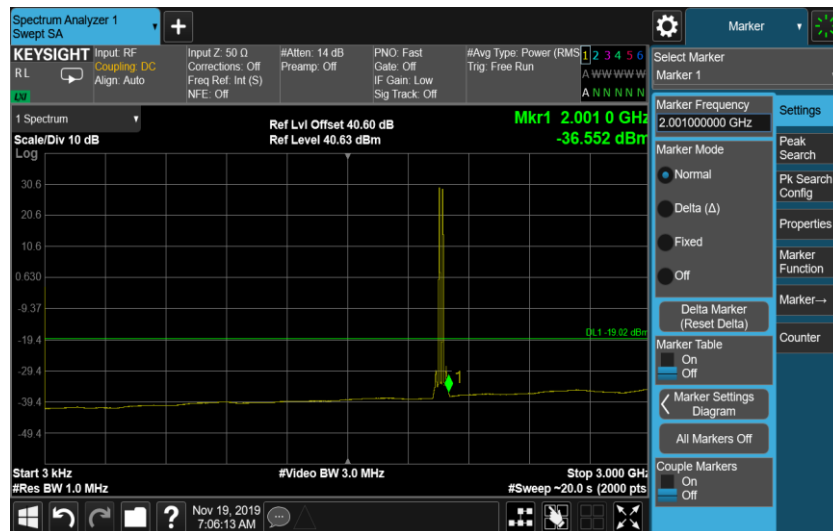 Spectrum Analyzer 1
Swept SA
+
Marker
KEYSIGHT
RL
LXI
Input: RF
Coupling: DC
Align: Auto
Input Z: 50 Ω
Corrections: Off
Freq Ref: Int (S)
NFE: Off
#Atten: 14 dB
Preamp: Off
PNO: Fast
Gate: Off
IF Gain: Low
Sig Track: Off
#Avg Type: Power (RMS
Trig: Free Run
1 2 3 4 5 6
A W W W W W
A N N N N N
Select Marker
Marker 1
1 Spectrum
Scale/Div 10 dB
Log
Ref Lvl Offset 40.60 dB
Ref Level 40.63 dBm
Mkr1 2.001 0 GHz
-36.552 dBm
30.6
20.6
10.6
0.630
-9.37
-19.4
-29.4
-39.4
-49.4
DL1 -19.02 dBm
1
Start 3 kHz
#Res BW 1.0 MHz
#Video BW 3.0 MHz
Stop 3.000 GHz
#Sweep ~20.0 s (2000 pts
Marker Frequency
2.001000000 GHz
Marker Mode
Normal
Delta (Δ)
Fixed
Off
Delta Marker
(Reset Delta)
Marker Table
On
Off
Marker Settings
Diagram
All Markers Off
Couple Markers
On
Off
Settings
Peak
Search
Pk Search
Config
Properties
Marker
Function
Marker→
Counter
?
Nov 19, 2019
7:06:13 AM